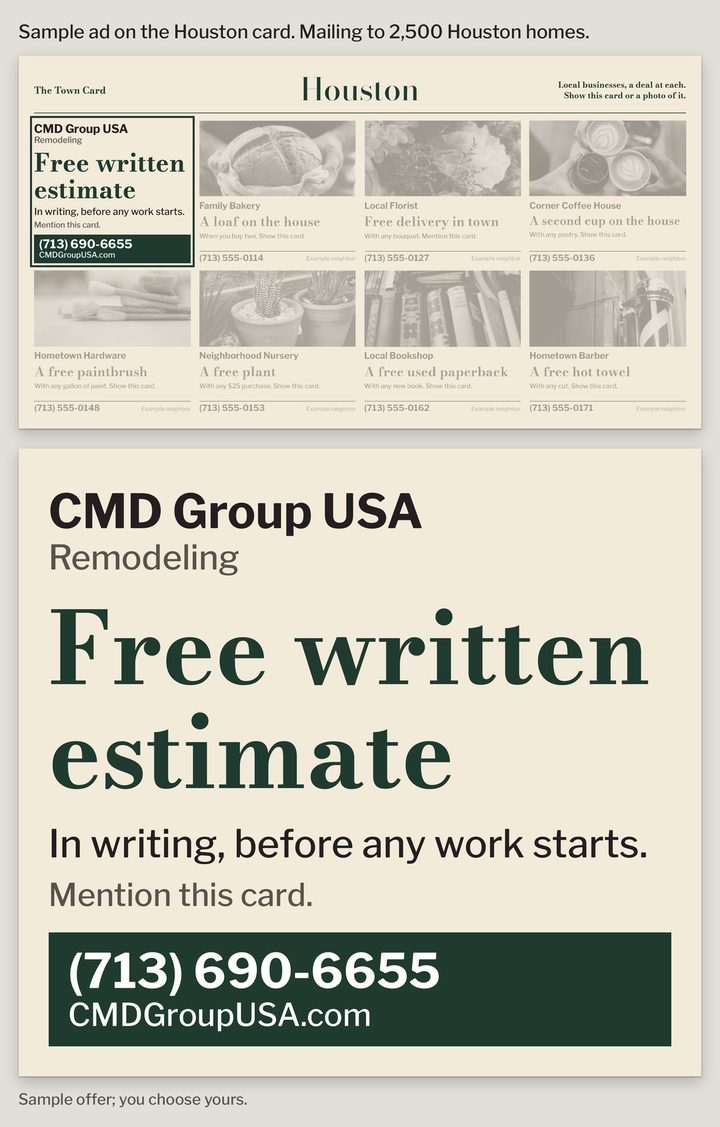 Sample ad on the Houston card. Mailing to 2,500 Houston homes.
The Town Card
Houston
Local businesses, a deal at each.
Show this card or a photo of it.
CMD Group USA
Remodeling
Free written
estimate
In writing, before any work starts.
Mention this card.
(713) 690-6655
CMDGroupUSA.com
Family Bakery
A loaf on the house
When you buy two. Show this card.
(713) 555-0114
Example neighbor
Local Florist
Free delivery in town
With any bouquet. Mention this card.
(713) 555-0127
Example neighbor
Corner Coffee House
A second cup on the house
With any pastry. Show this card.
(713) 555-0136
Example neighbor
Hometown Hardware
A free paintbrush
With any gallon of paint. Show this card.
(713) 555-0148
Example neighbor
Neighborhood Nursery
A free plant
With any $25 purchase. Show this card.
(713) 555-0153
Example neighbor
Local Bookshop
A free used paperback
With any new book. Show this card.
(713) 555-0162
Example neighbor
Hometown Barber
A free hot towel
With any cut. Show this card.
(713) 555-0171
Example neighbor
CMD Group USA
Remodeling
Free written
estimate
In writing, before any work starts.
Mention this card.
(713) 690-6655
CMDGroupUSA.com
Sample offer; you choose yours.